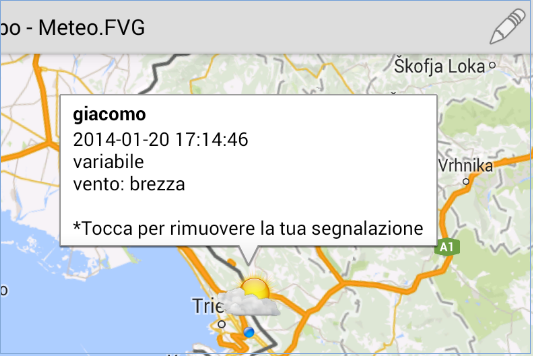 po - Meteo.FVG
Škofja Loka
giacomo
2014-01-20 17:14:46
variabile
vento: brezza
*Tocca per rimuovere la tua segnalazione
Vrhnika
A1
Trie